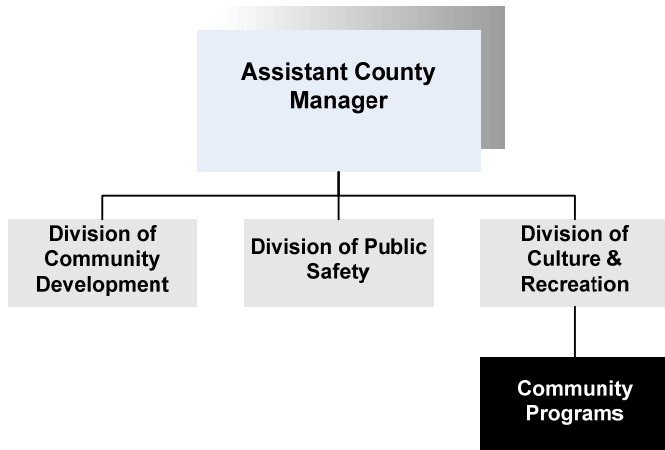 Assistant County
Manager
Division of
Community
Development
Division of Public
Safety
Division of
Culture &
Recreation
Community
Programs